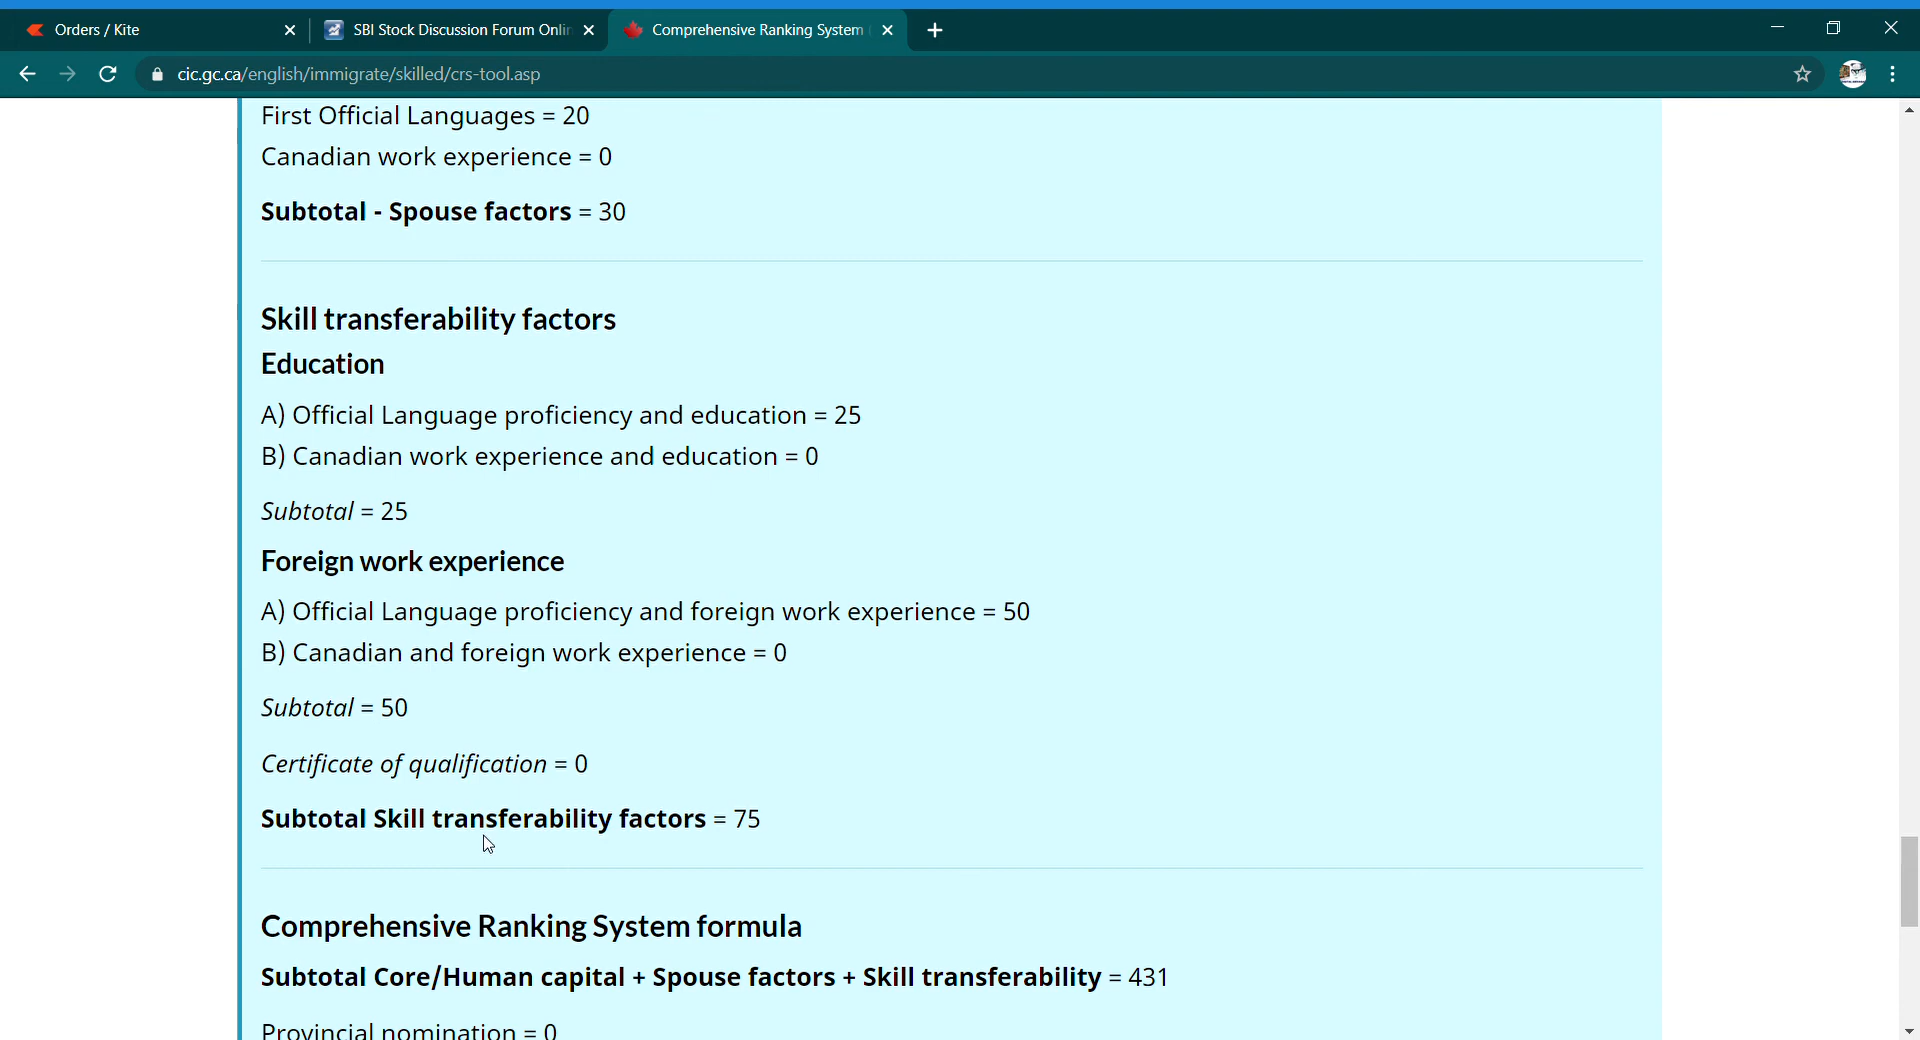 Orders / Kite
SBI Stock Discussion Forum Onlin
Comprehensive Ranking System (
cic.gc.ca/english/immigrate/skilled/crs-tool.asp
First Official Languages = 20
Canadian work experience = 0
Subtotal - Spouse factors = 30
Skill transferability factors
Education
A) Official Language proficiency and education = 25
B) Canadian work experience and education = 0
Subtotal = 25
Foreign work experience
A) Official Language proficiency and foreign work experience = 50
B) Canadian and foreign work experience = 0
Subtotal = 50
Certificate of qualification = 0
Subtotal Skill transferability factors = 75
Comprehensive Ranking System formula
Subtotal Core/Human capital + Spouse factors + Skill transferability = 431
Provincial nomination = 0